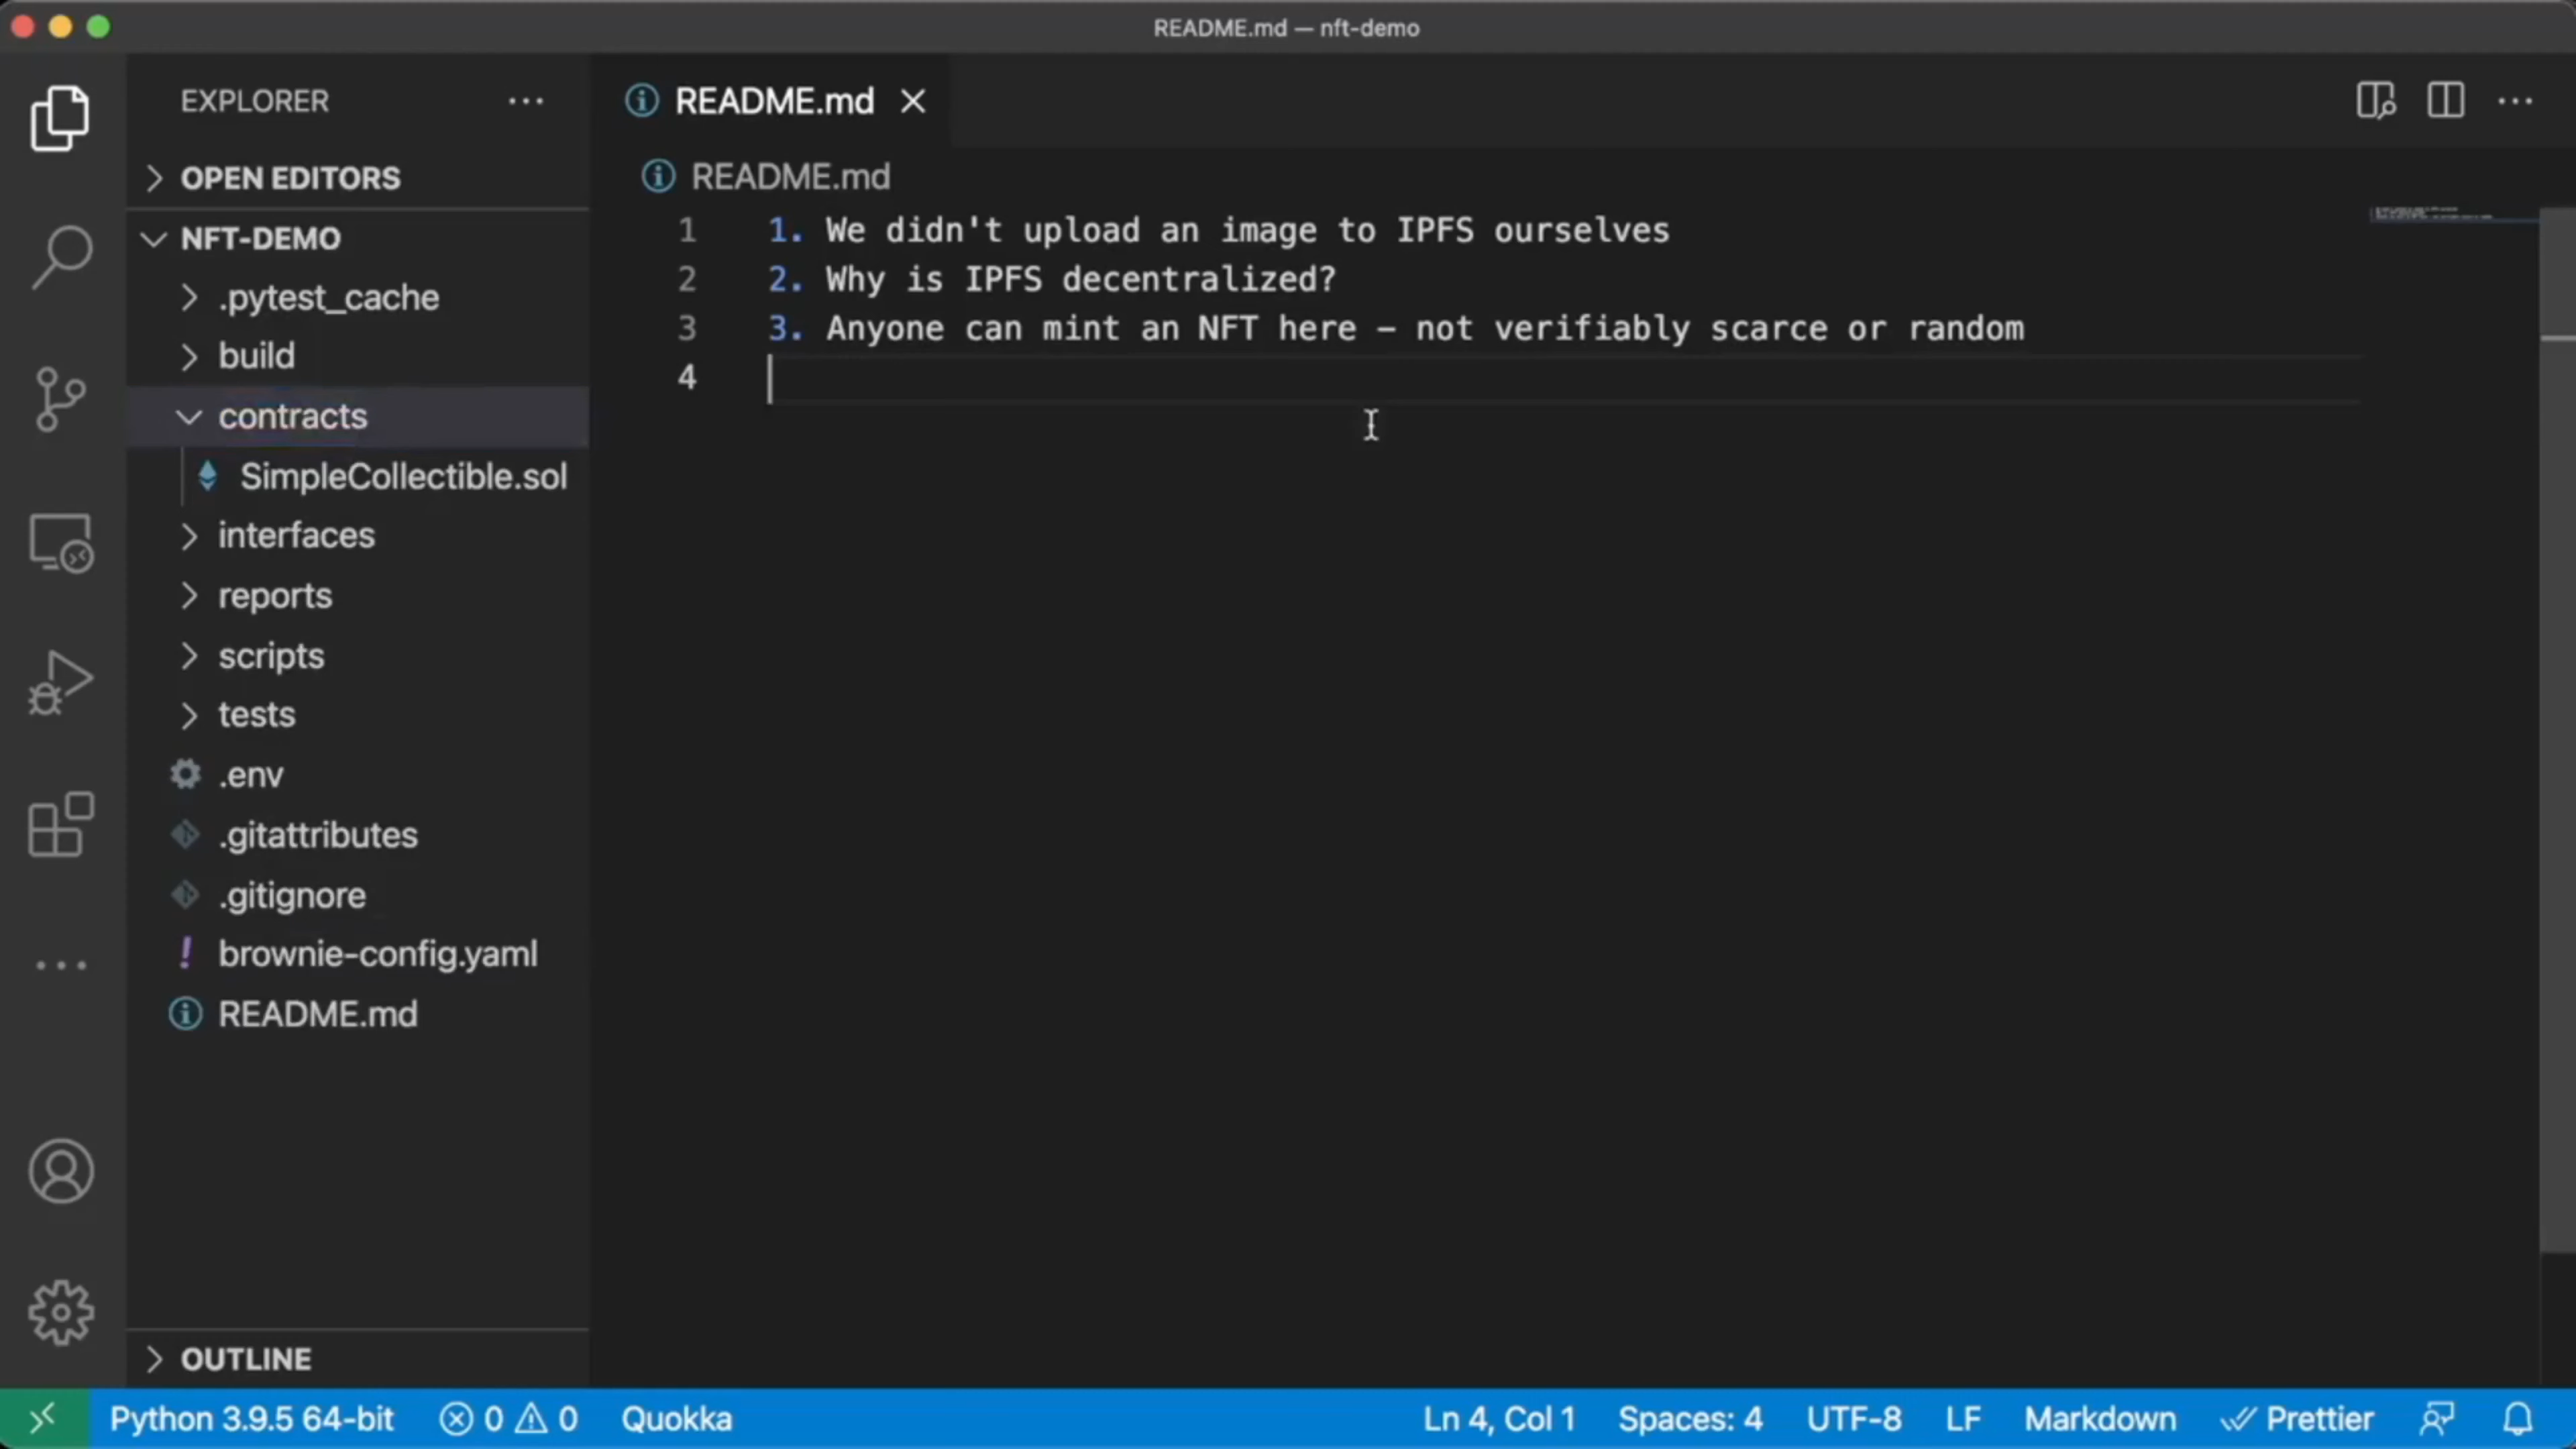 README.md — nft-demo
EXPLORER
README.md
OPEN EDITORS
README.md
NFT-DEMO
.pytest_cache
build
contracts
SimpleCollectible.sol
interfaces
reports
scripts
tests
.env
.gitattributes
.gitignore
brownie-config.yaml
README.md
OUTLINE
1 1. We didn't upload an image to IPFS ourselves
2 2. Why is IPFS decentralized?
3 3. Anyone can mint an NFT here – not verifiably scarce or random
4
Python 3.9.5 64-bit 0 0 Quokka Ln 4, Col 1 Spaces: 4 UTF-8 LF Markdown Prettier